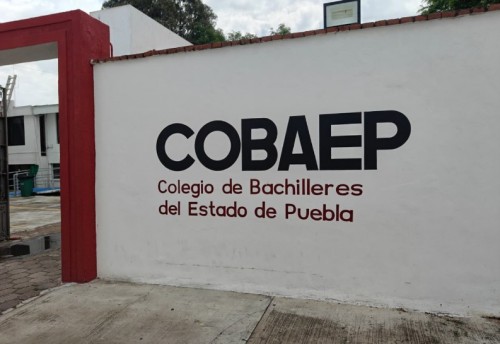 COBAEP
Colegio de Bachilleres
del Estado de Puebla